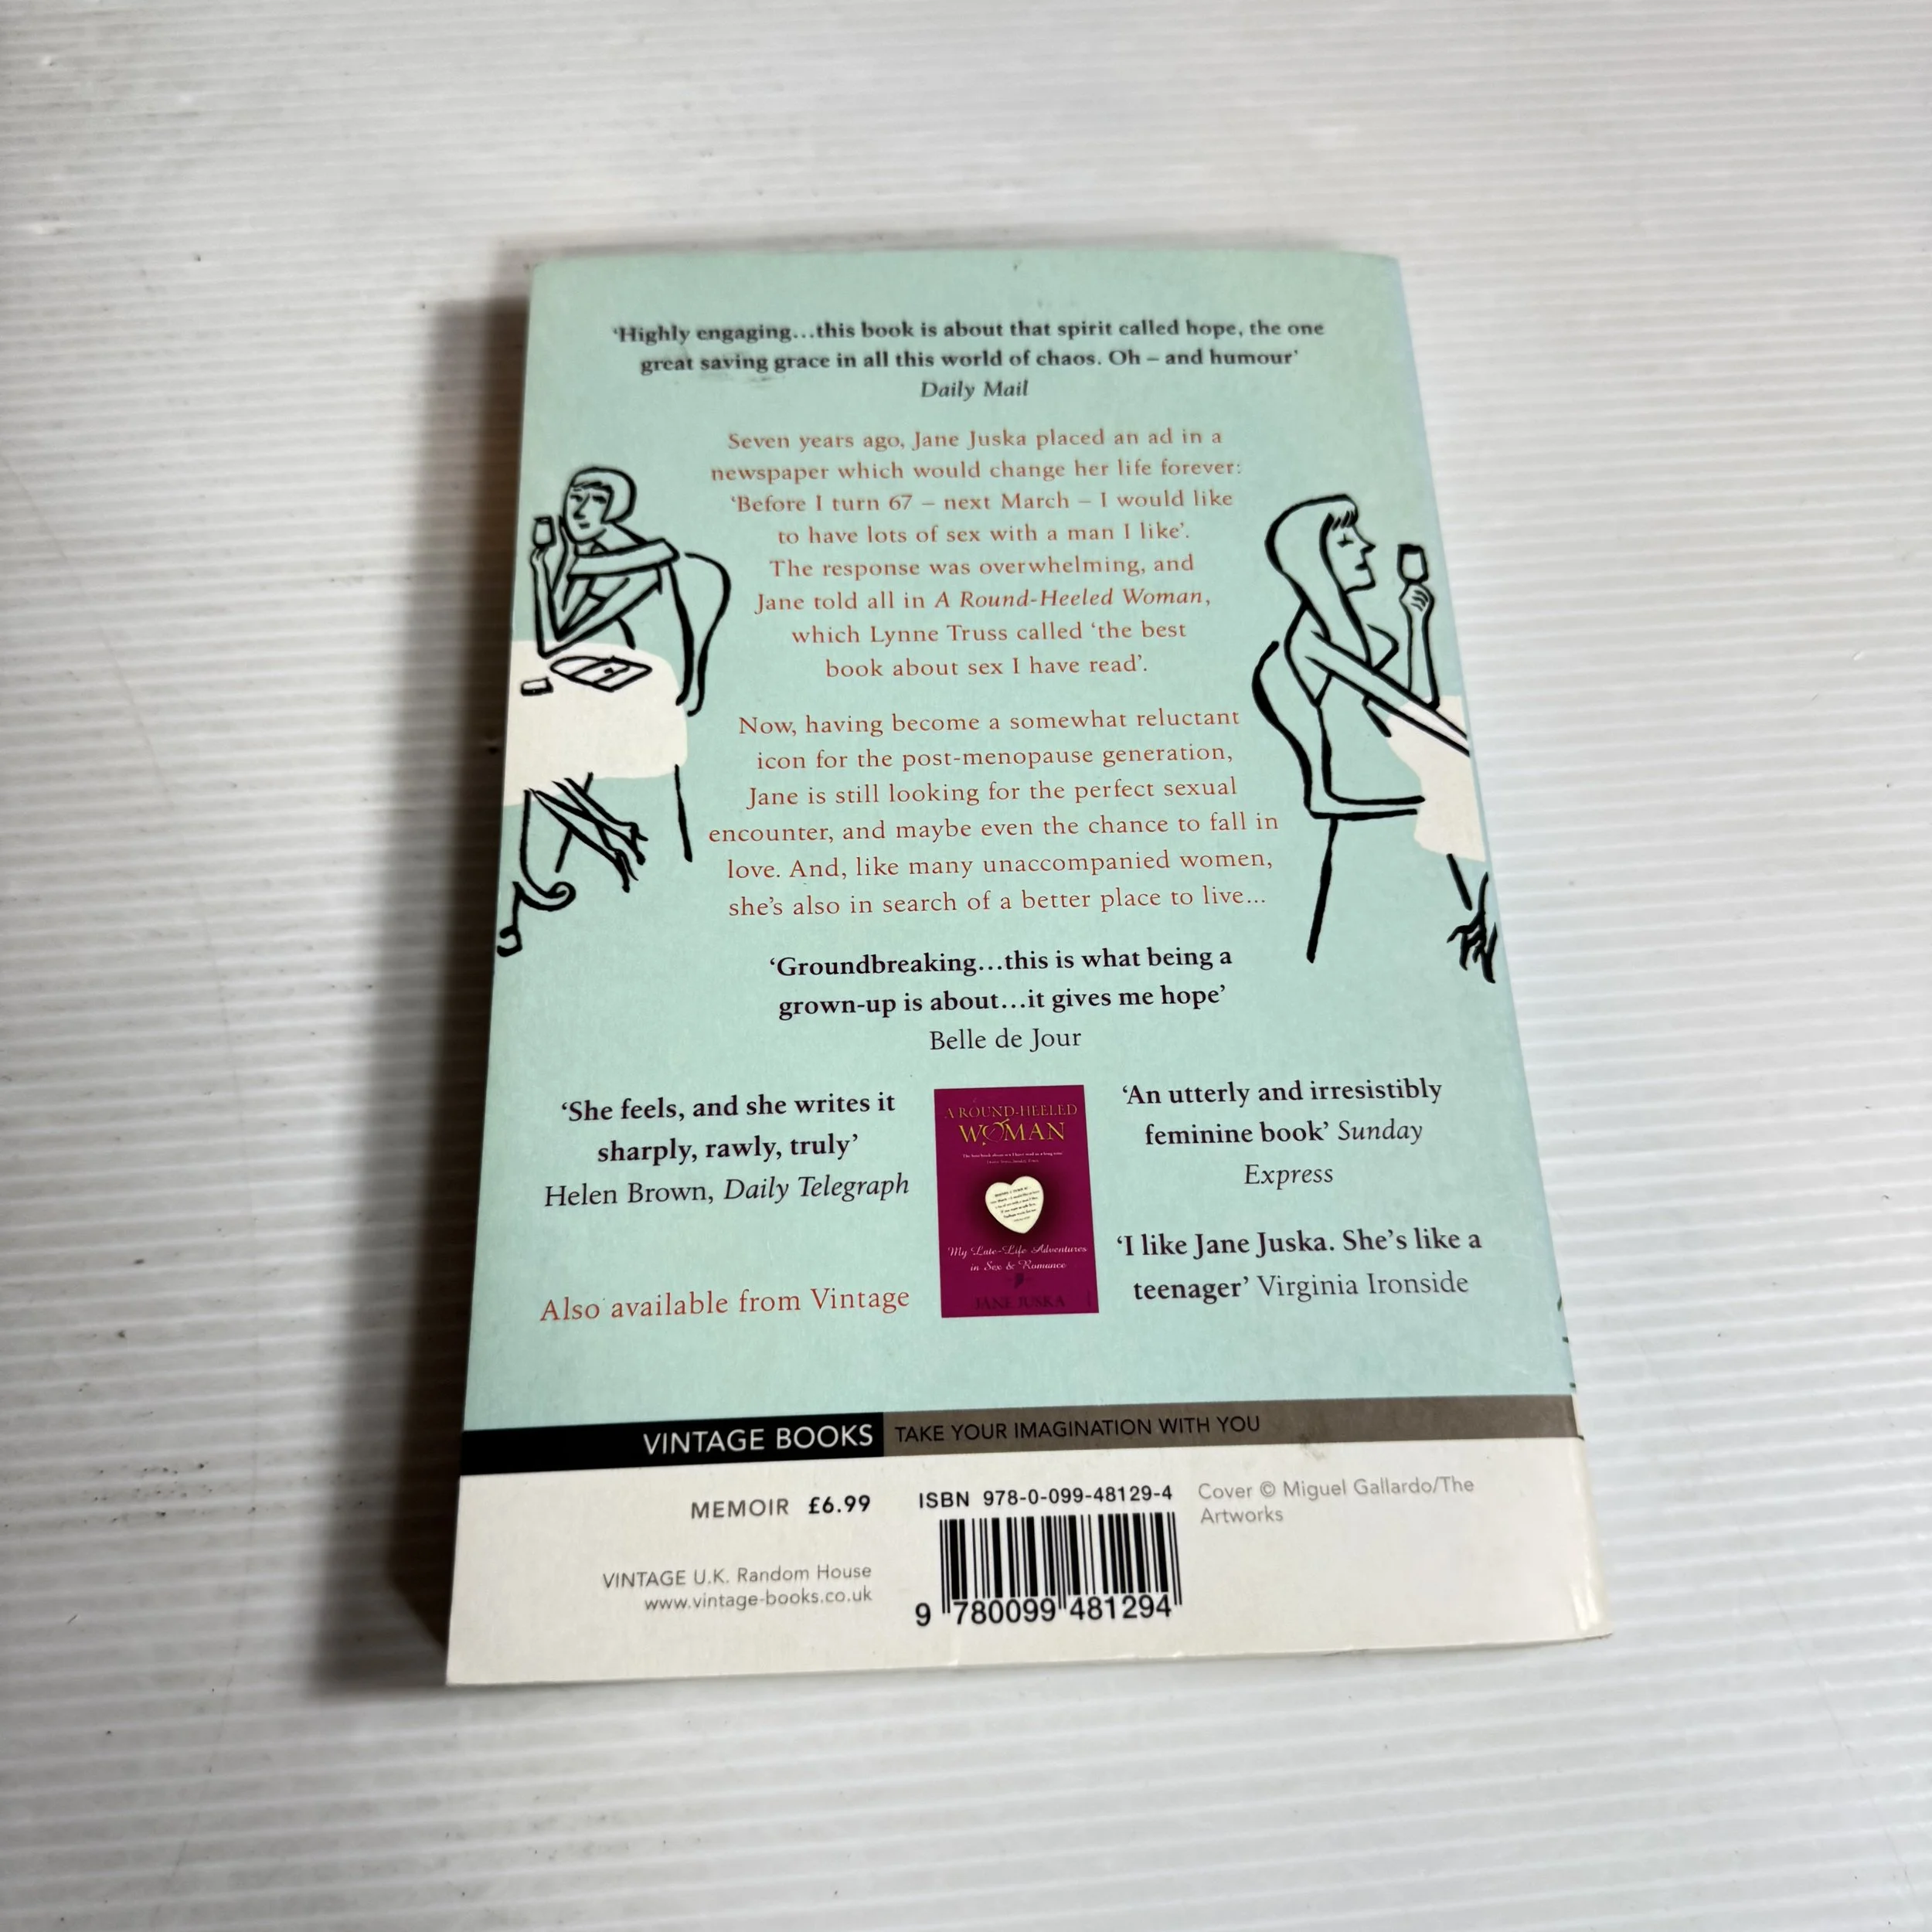 ‘Highly engaging...this book is about that spirit called hope, the one
great saving grace in all this world of chaos. Oh – and humour’
Daily Mail
Seven years ago, Jane Juska placed an ad in a
newspaper which would change her life forever:
‘Before I turn 67 – next March – I would like
to have lots of sex with a man I like’.
The response was overwhelming, and
Jane told all in A Round-Heeled Woman,
which Lynne Truss called ‘the best
book about sex I have read’.
Now, having become a somewhat reluctant
icon for the post-menopause generation,
Jane is still looking for the perfect sexual
encounter, and maybe even the chance to fall in
love. And, like many unaccompanied women,
she’s also in search of a better place to live...
‘Groundbreaking...this is what being a
grown-up is about...it gives me hope’
Belle de Jour
‘She feels, and she writes it
sharply, rawly, truly’
Helen Brown, Daily Telegraph
Also available from Vintage
A ROUND-HEELED
WOMAN
My Late-Life Adventures
in Sex & Romance
JANE JUSKA
‘An utterly and irresistibly
feminine book’ Sunday
Express
‘I like Jane Juska. She’s like a
teenager’ Virginia Ironside
VINTAGE BOOKS TAKE YOUR IMAGINATION WITH YOU
MEMOIR £6.99
VINTAGE U.K. Random House
www.vintage-books.co.uk
ISBN 978-0-099-48129-4
9 780099 481294
Cover © Miguel Gallardo/The
Artworks